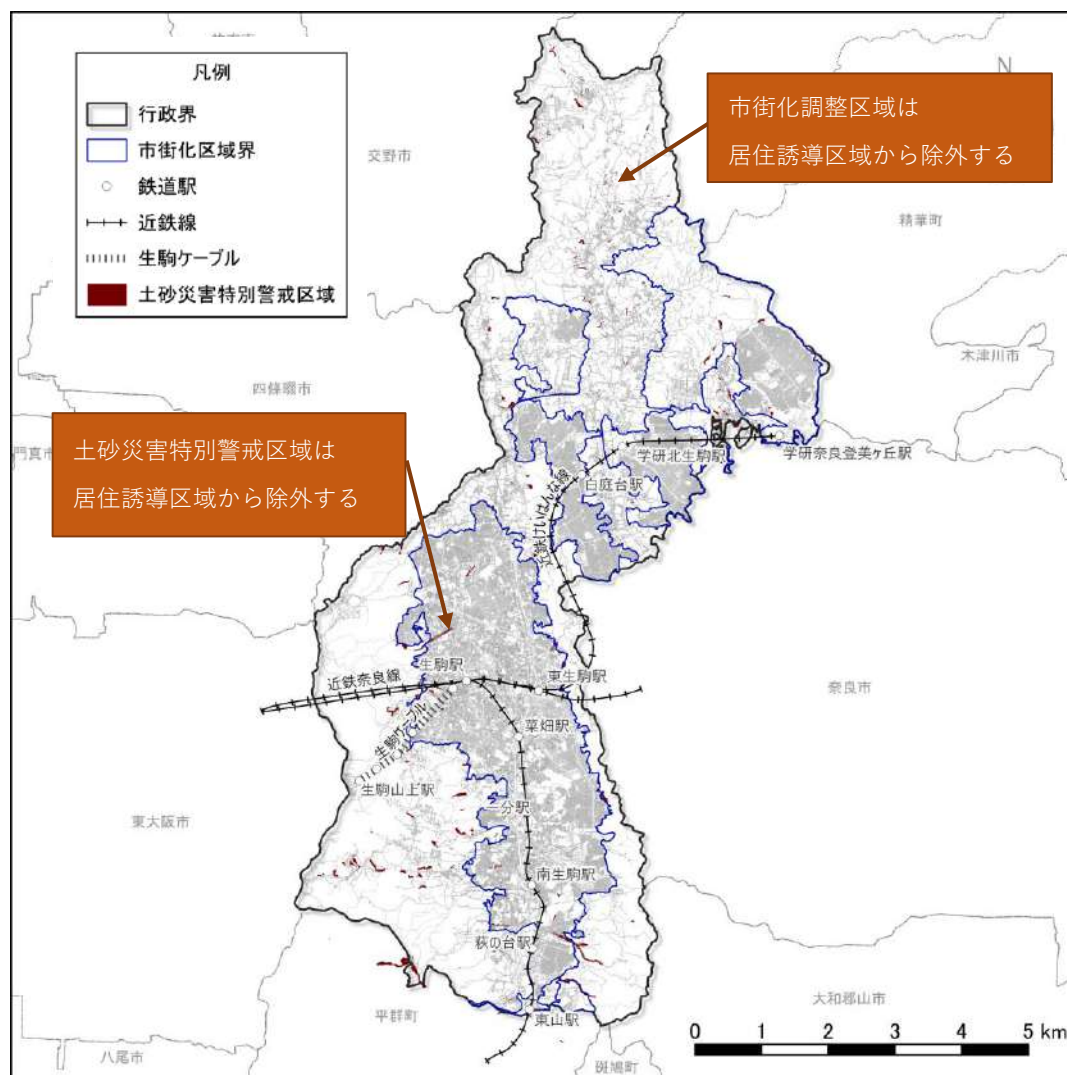 凡例
行政界
市街化区域界
鉄道駅
近鉄線
生駒ケーブル
土砂災害特別警戒区域
N
市街化調整区域は
居住誘導区域から除外する
交野市
精華町
木津川市
四條畷市
門真市
土砂災害特別警戒区域は
居住誘導区域から除外する
学研北生駒駅
学研奈良登美ヶ丘駅
白庭台駅
近鉄けいはんな線
生駒駅
近鉄奈良線
東生駒駅
奈良市
生駒ケーブル
菜畑駅
生駒山上駅
一分駅
東大阪市
南生駒駅
萩の台駅
大和郡山市
平群町
東山駅
八尾市
斑鳩町
0 1 2 3 4 5 km